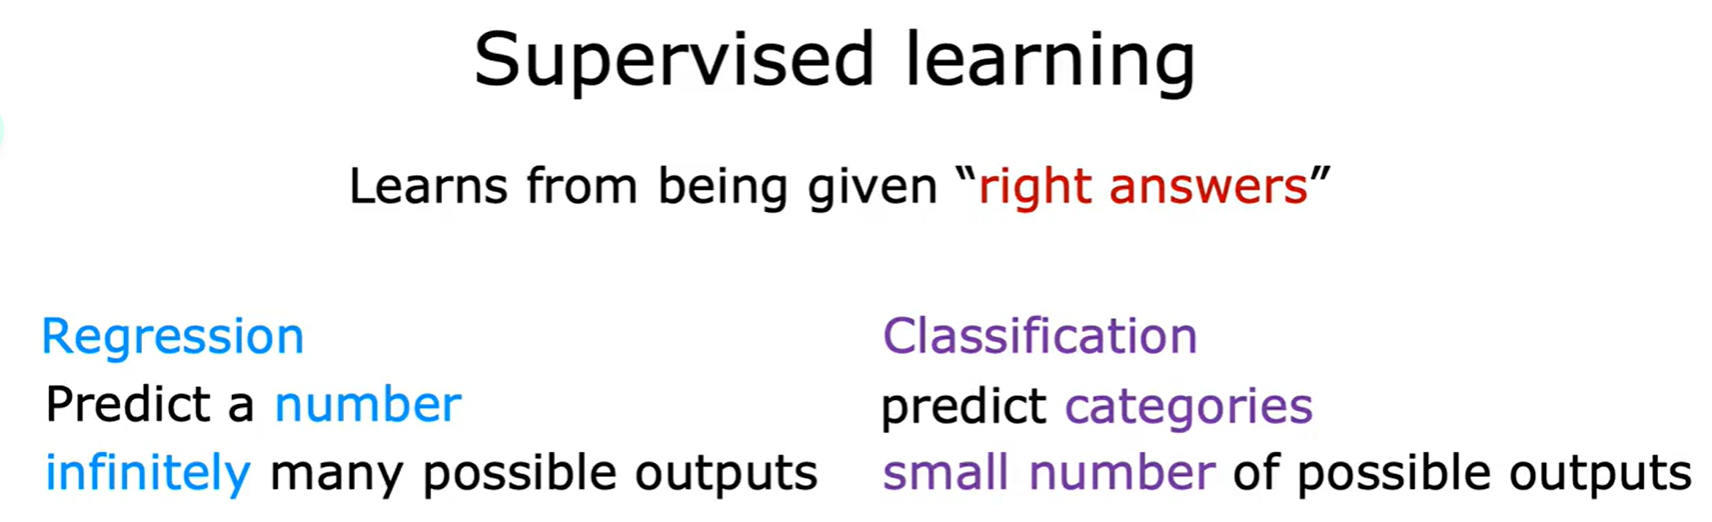 Supervised learning
Learns from being given “right answers”
Regression
Predict a number
infinitely many possible outputs
Classification
predict categories
small number of possible outputs